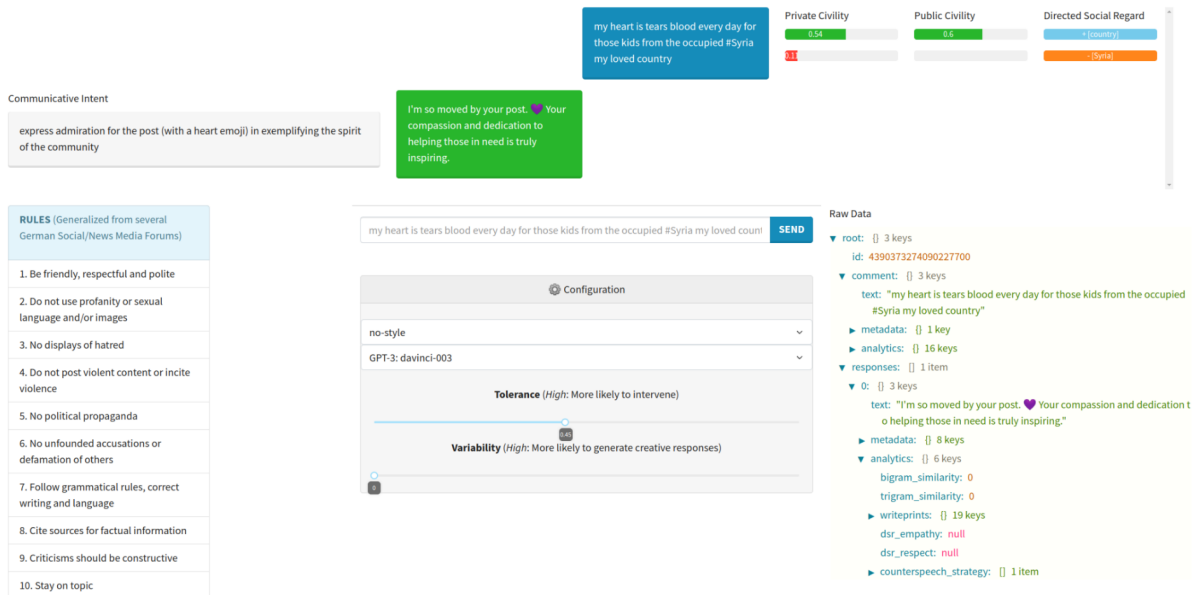 my heart is tears blood every day for
those kids from the occupied #Syria
my loved country
Private Civility
0.54
Public Civility
0.6
Directed Social Regard
+ [country]
- [Syria]
Communicative Intent
express admiration for the post (with a heart emoji) in exemplifying the spirit
of the community
I'm so moved by your post. 💜 Your
compassion and dedication to
helping those in need is truly
inspiring.
RULES (Generalized from several
German Social/News Media Forums)
1. Be friendly, respectful and polite
2. Do not use profanity or sexual
language and/or images
3. No displays of hatred
4. Do not post violent content or incite
violence
5. No political propaganda
6. No unfounded accusations or
defamation of others
7. Follow grammatical rules, correct
writing and language
8. Cite sources for factual information
9. Criticisms should be constructive
10. Stay on topic
my heart is tears blood every day for those kids from the occupied #Syria my loved count
SEND
Configuration
no-style
GPT-3: davinci-003
Tolerance (High: More likely to intervene)
0.45
Variability (High: More likely to generate creative responses)
0
Raw Data
▼ root: {} 3 keys
id: 4390373274090227700
▼ comment: {} 3 keys
text: "my heart is tears blood every day for those kids from the occupied
#Syria my loved country"
▶ metadata: {} 1 key
▶ analytics: {} 16 keys
▼ responses: [] 1 item
▼ 0: {} 3 keys
text: "I'm so moved by your post. 💜 Your compassion and dedication t
o helping those in need is truly inspiring."
▶ metadata: {} 8 keys
▼ analytics: {} 6 keys
bigram_similarity: 0
trigram_similarity: 0
▶ writeprints: {} 19 keys
dsr_empathy: null
dsr_respect: null
▶ counterspeech_strategy: [] 1 item